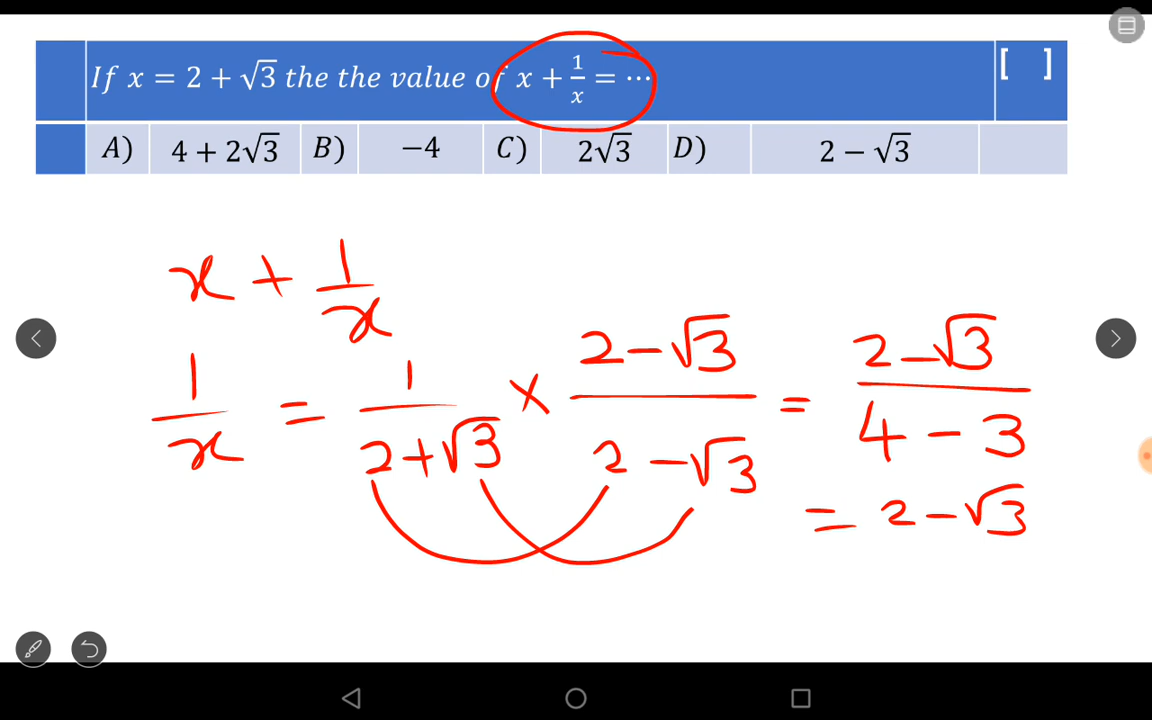 If x = 2 + √3 the the value of x + 1/x = ⋯ [ ]
A) 4 + 2√3 B) −4 C) 2√3 D) 2 − √3
x + 1/x
1/x = 1/(2+√3) × (2−√3)/(2−√3) = (2−√3)/(4−3)
= 2−√3